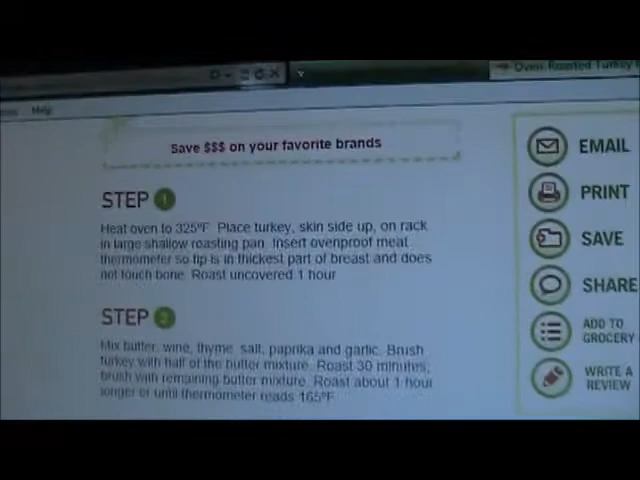 Oven-Roasted Turkey
Help
Save $$$ on your favorite brands
STEP 1
Heat oven to 325ºF. Place turkey, skin side up, on rack
in large shallow roasting pan. Insert ovenproof meat
thermometer so tip is in thickest part of breast and does
not touch bone. Roast uncovered 1 hour
STEP 2
Mix butter, wine, thyme, salt, paprika and garlic. Brush
turkey with half of the butter mixture. Roast 30 minutes;
brush with remaining butter mixture. Roast about 1 hour
longer or until thermometer reads 165ºF
EMAIL
PRINT
SAVE
SHARE
ADD TO
GROCERY
WRITE A
REVIEW